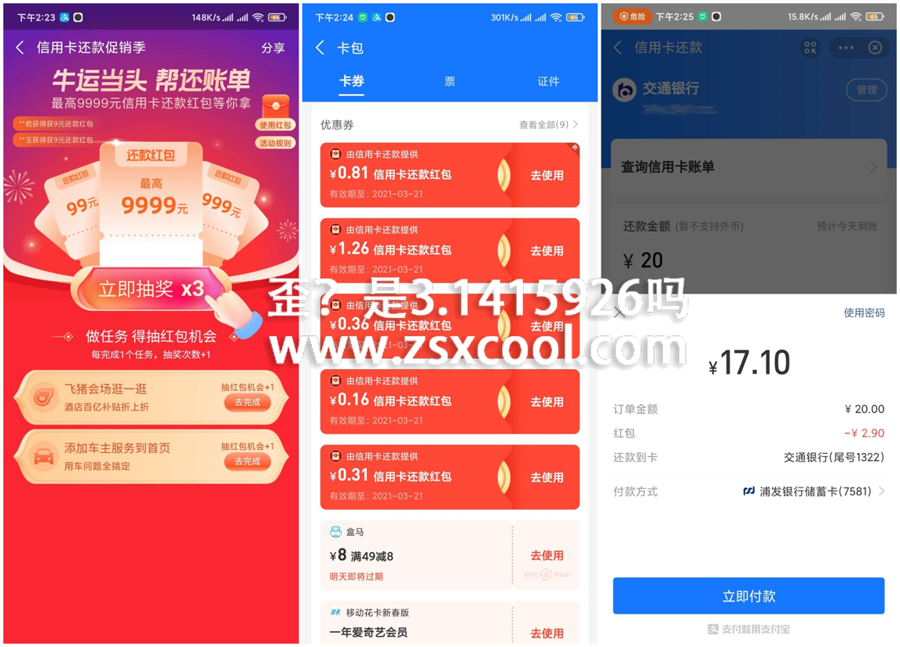 下午2:23
148K/s
66
信用卡还款促销季
分享
牛运当头 帮还账单
最高9999元信用卡还款红包等你拿
使用红包
活动规则
**君获得获9元还款红包
**玉获得获9元还款红包
还款红包
还款红包
还款红包
最高
9999元
99元
999元
立即抽奖 x3
做任务 得抽红包机会
每完成1个任务，抽奖次数+1
飞猪会场逛一逛
酒店百亿补贴折上折
抽红包机会+1
去完成
添加车主服务到首页
用车问题全搞定
抽红包机会+1
去完成
下午2:24
301K/s
65
卡包
卡券
票
证件
优惠券
查看全部(9)
由信用卡还款提供
¥0.81 信用卡还款红包
有效期至：2021-03-21
去使用
由信用卡还款提供
¥1.26 信用卡还款红包
有效期至：2021-03-21
去使用
由信用卡还款提供
¥0.36 信用卡还款红包
去使用
由信用卡还款提供
¥0.16 信用卡还款红包
有效期至：2021-03-21
去使用
由信用卡还款提供
¥0.31 信用卡还款红包
有效期至：2021-03-21
去使用
盒马
¥8 满49减8
明天即将过期
去使用
移动花卡新春版
一年爱奇艺会员
去使用
危险
下午2:25
15.8K/s
65
信用卡还款
交通银行
管理
查询信用卡账单
还款金额 (暂不支持外币)
预计今天到账
¥ 20
使用密码
¥17.10
订单金额
¥ 20.00
红包
-¥ 2.90
还款到卡
交通银行(尾号1322)
付款方式
浦发银行储蓄卡(7581)
立即付款
支付就用支付宝
歪？是3.1415926吗
www.zsxcool.com